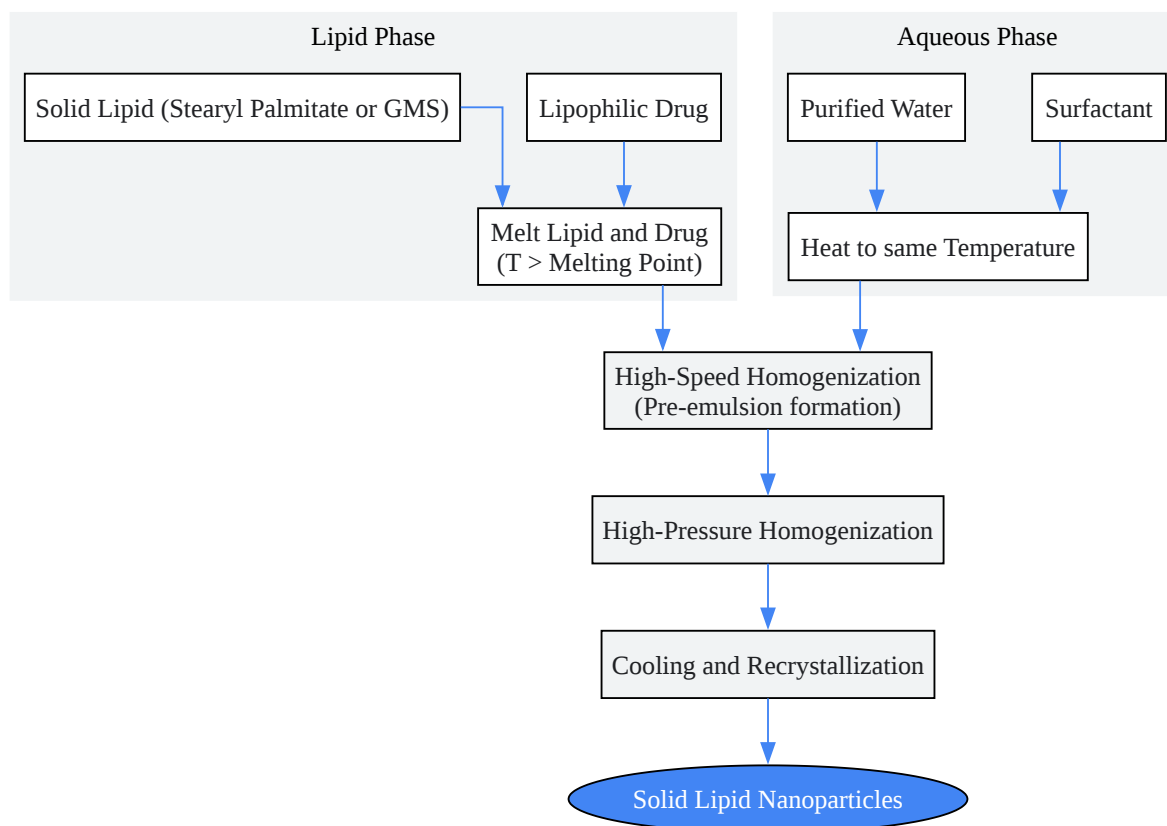 Lipid Phase
Solid Lipid (Stearyl Palmitate or GMS)
Lipophilic Drug
Melt Lipid and Drug
(T > Melting Point)
Aqueous Phase
Purified Water
Surfactant
Heat to same Temperature
High-Speed Homogenization
(Pre-emulsion formation)
High-Pressure Homogenization
Cooling and Recrystallization
Solid Lipid Nanoparticles